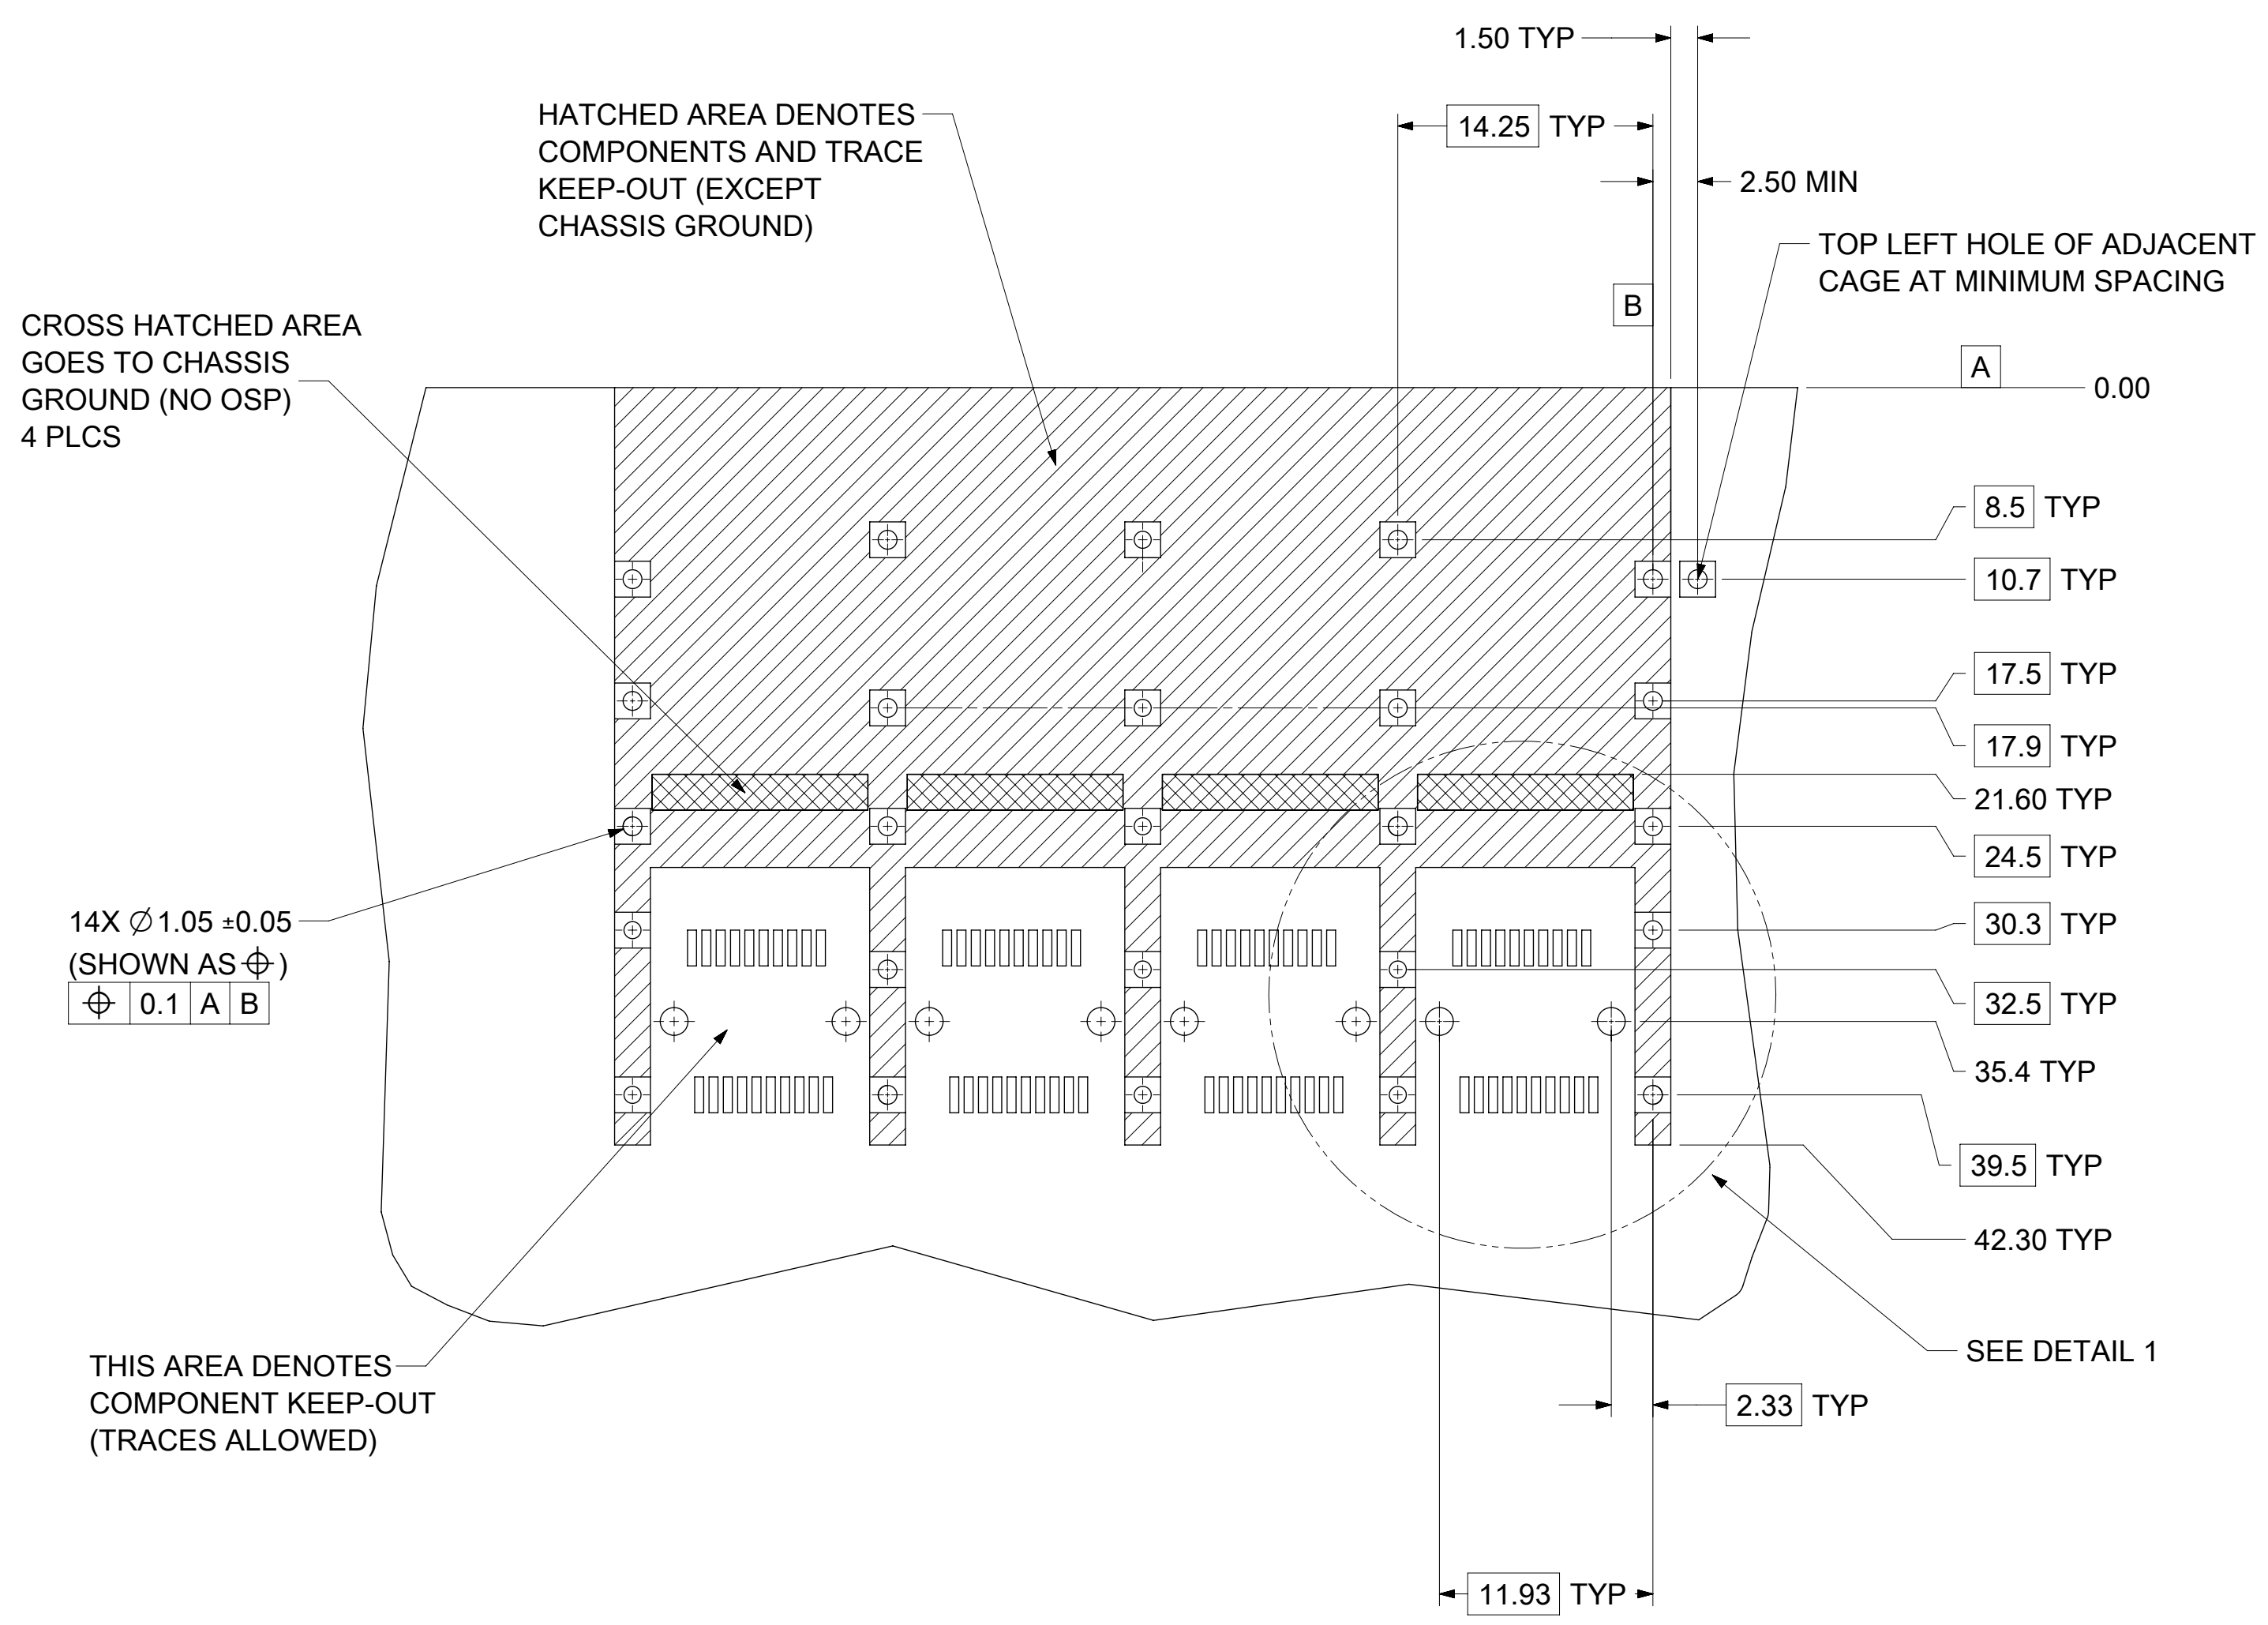 1.50 TYP
HATCHED AREA DENOTES
COMPONENTS AND TRACE
KEEP-OUT (EXCEPT
CHASSIS GROUND)
14.25 TYP
2.50 MIN
TOP LEFT HOLE OF ADJACENT
CAGE AT MINIMUM SPACING
B
CROSS HATCHED AREA
GOES TO CHASSIS
GROUND (NO OSP)
4 PLCS
A
0.00
8.5 TYP
10.7 TYP
17.5 TYP
17.9 TYP
21.60 TYP
24.5 TYP
14X ∅1.05 ±0.05
(SHOWN AS ⌖)
⌖ 0.1 A B
30.3 TYP
32.5 TYP
35.4 TYP
39.5 TYP
42.30 TYP
THIS AREA DENOTES
COMPONENT KEEP-OUT
(TRACES ALLOWED)
SEE DETAIL 1
2.33 TYP
11.93 TYP